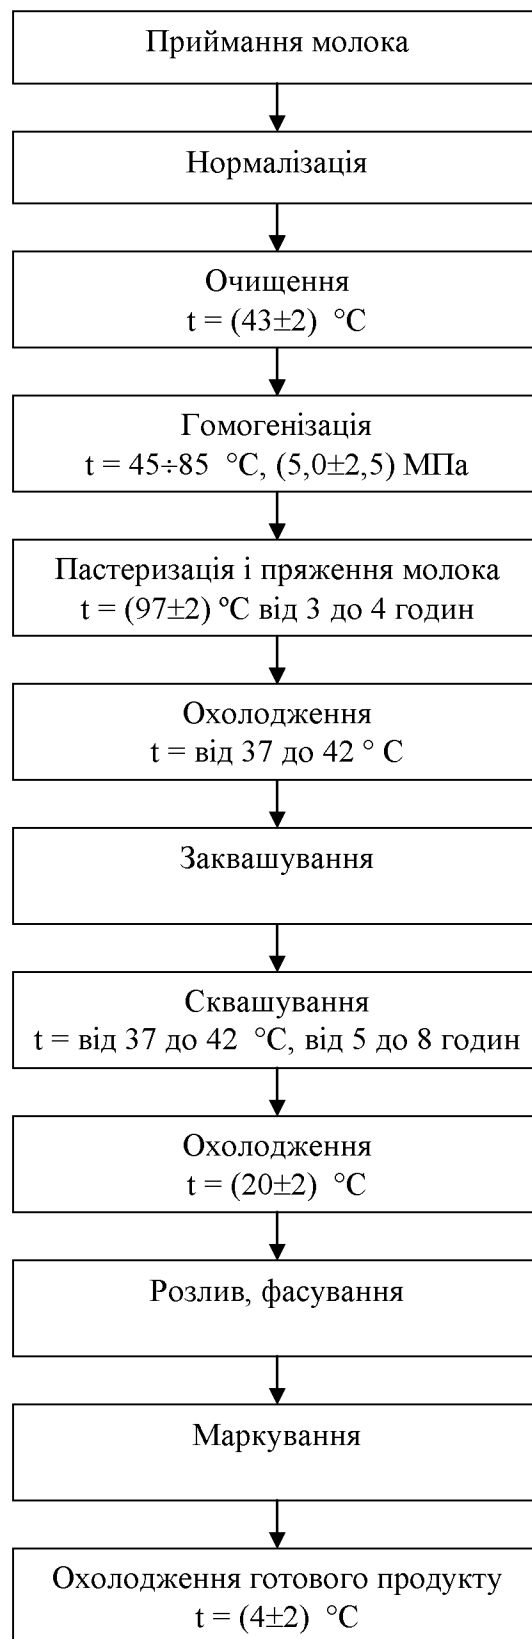 Приймання молока
Нормалізація
Очищення
t = (43±2) °С
Гомогенізація
t = 45÷85 °С, (5,0±2,5) МПа
Пастеризація і пряження молока
t = (97±2) ºС від 3 до 4 годин
Охолодження
t = від 37 до 42 ° С
Заквашування
Сквашування
t = від 37 до 42 °С, від 5 до 8 годин
Охолодження
t = (20±2) °С
Розлив, фасування
Маркування
Охолодження готового продукту
t = (4±2) °С